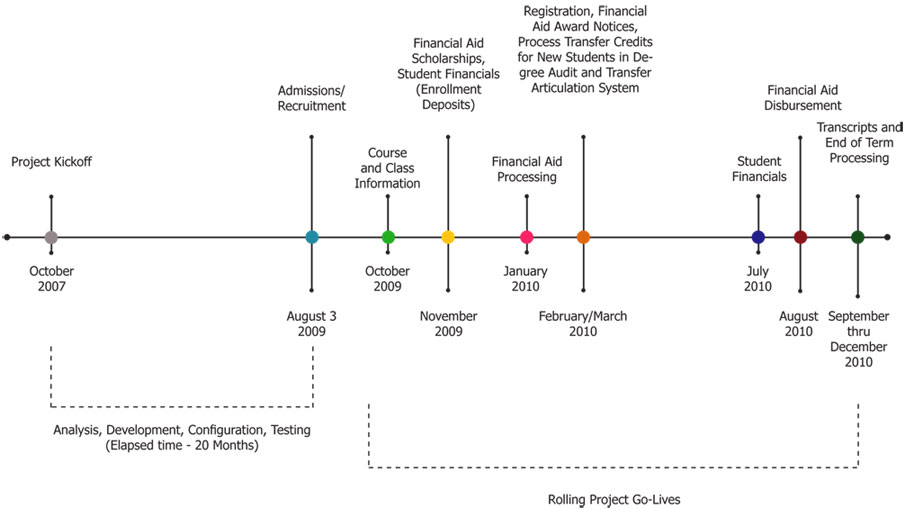 Project Kickoff
October
2007
Admissions/
Recruitment
August 3
2009
Course
and Class
Information
October
2009
Financial Aid
Scholarships,
Student Financials
(Enrollment
Deposits)
November
2009
Financial Aid
Processing
January
2010
Registration, Financial
Aid Award Notices,
Process Transfer Credits
for New Students in De-
gree Audit and Transfer
Articulation System
February/March
2010
Student
Financials
July
2010
Financial Aid
Disbursement
August
2010
Transcripts and
End of Term
Processing
September
thru
December
2010
Analysis, Development, Configuration, Testing
(Elapsed time - 20 Months)
Rolling Project Go-Lives